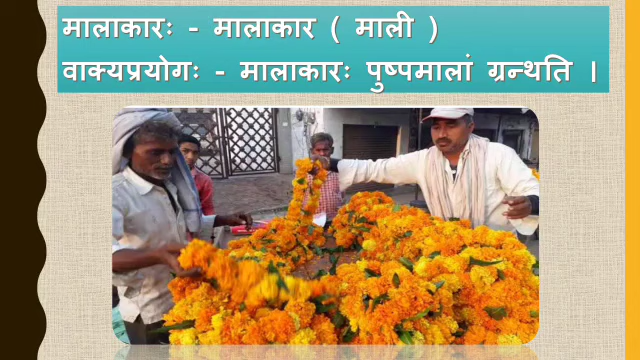 मालाकारः - मालाकार ( माली )
वाक्यप्रयोगः - मालाकारः पुष्पमालां ग्रन्थति ।